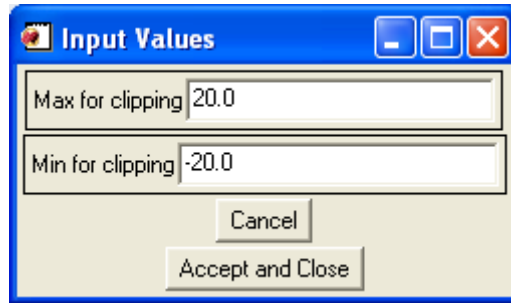 Input Values
Max for clipping 20.0
Min for clipping -20.0
Cancel
Accept and Close